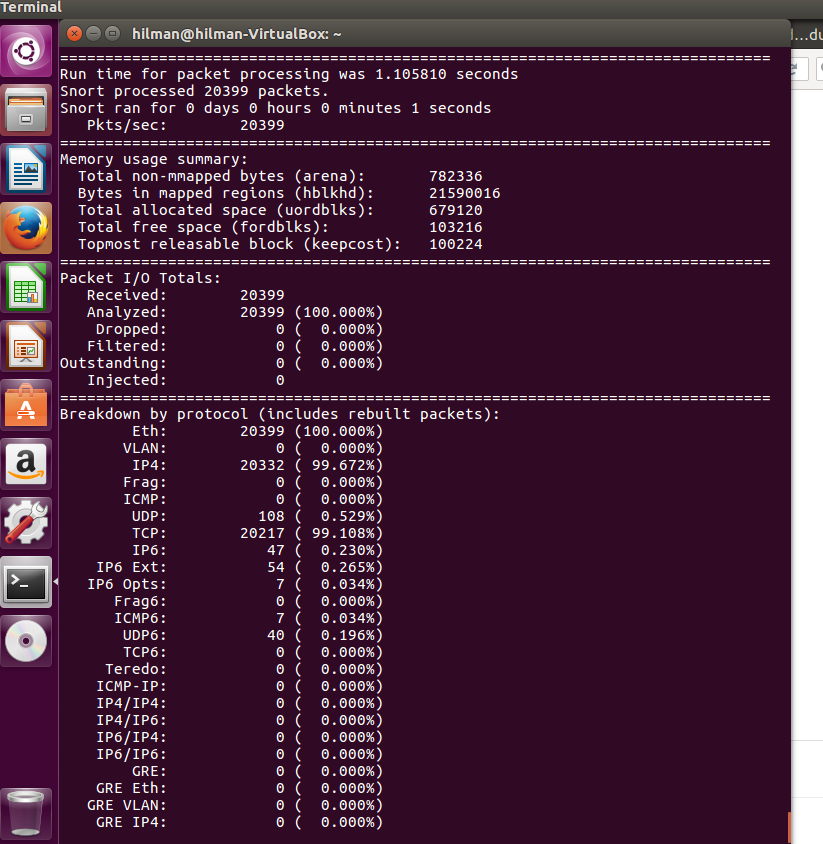 Terminal
hilman@hilman-VirtualBox: ~
===============================================================================
Run time for packet processing was 1.105810 seconds
Snort processed 20399 packets.
Snort ran for 0 days 0 hours 0 minutes 1 seconds
   Pkts/sec:        20399
===============================================================================
Memory usage summary:
  Total non-mmapped bytes (arena):       782336
  Bytes in mapped regions (hblkhd):      21590016
  Total allocated space (uordblks):      679120
  Total free space (fordblks):           103216
  Topmost releasable block (keepcost):   100224
===============================================================================
Packet I/O Totals:
   Received:        20399
   Analyzed:        20399 (100.000%)
    Dropped:            0 (  0.000%)
   Filtered:            0 (  0.000%)
Outstanding:            0 (  0.000%)
   Injected:            0
===============================================================================
Breakdown by protocol (includes rebuilt packets):
        Eth:        20399 (100.000%)
       VLAN:            0 (  0.000%)
        IP4:        20332 ( 99.672%)
       Frag:            0 (  0.000%)
       ICMP:            0 (  0.000%)
        UDP:          108 (  0.529%)
        TCP:        20217 ( 99.108%)
        IP6:           47 (  0.230%)
    IP6 Ext:           54 (  0.265%)
   IP6 Opts:            7 (  0.034%)
      Frag6:            0 (  0.000%)
      ICMP6:            7 (  0.034%)
       UDP6:           40 (  0.196%)
       TCP6:            0 (  0.000%)
     Teredo:            0 (  0.000%)
    ICMP-IP:            0 (  0.000%)
    IP4/IP4:            0 (  0.000%)
    IP4/IP6:            0 (  0.000%)
    IP6/IP4:            0 (  0.000%)
    IP6/IP6:            0 (  0.000%)
        GRE:            0 (  0.000%)
    GRE Eth:            0 (  0.000%)
   GRE VLAN:            0 (  0.000%)
    GRE IP4:            0 (  0.000%)